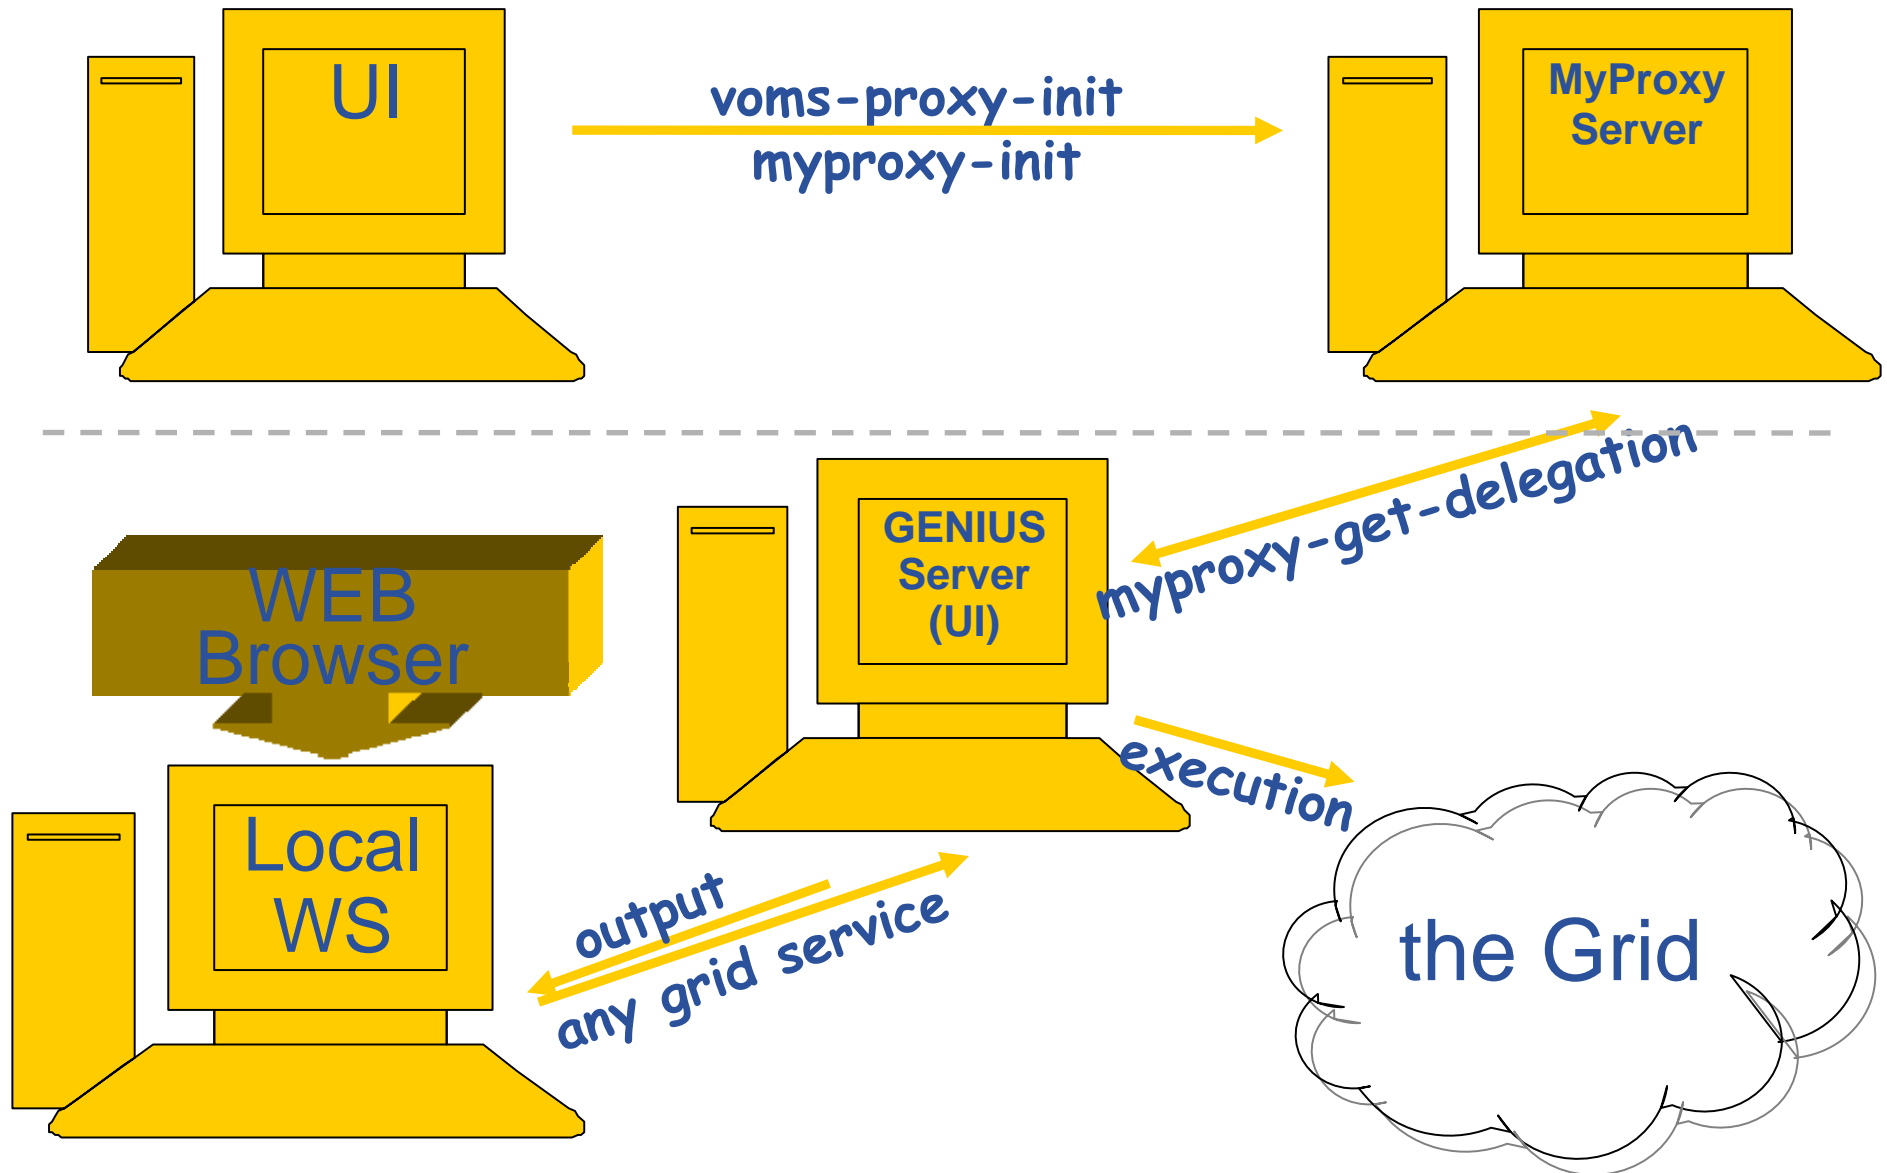 UI
voms-proxy-init
myproxy-init
MyProxy
Server
myproxy-get-delegation
GENIUS
Server
(UI)
WEB
Browser
execution
Local
WS
output
any grid service
the Grid